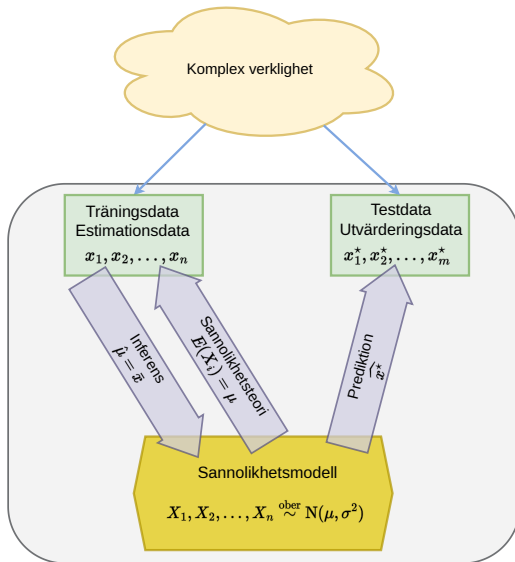 Komplex verklighet
Träningsdata
Estimationsdata
x₁, x₂, . . . , xₙ
Testdata
Utvärderingsdata
x₁*, x₂*, . . . , xₘ*
Inferens
μ̂ = x̄
Sannolikhetsteori
E(Xᵢ) = μ
Prediktion
x̂*
Sannolikhetsmodell
X₁, X₂, . . . , Xₙ ober ∼ N(μ, σ²)